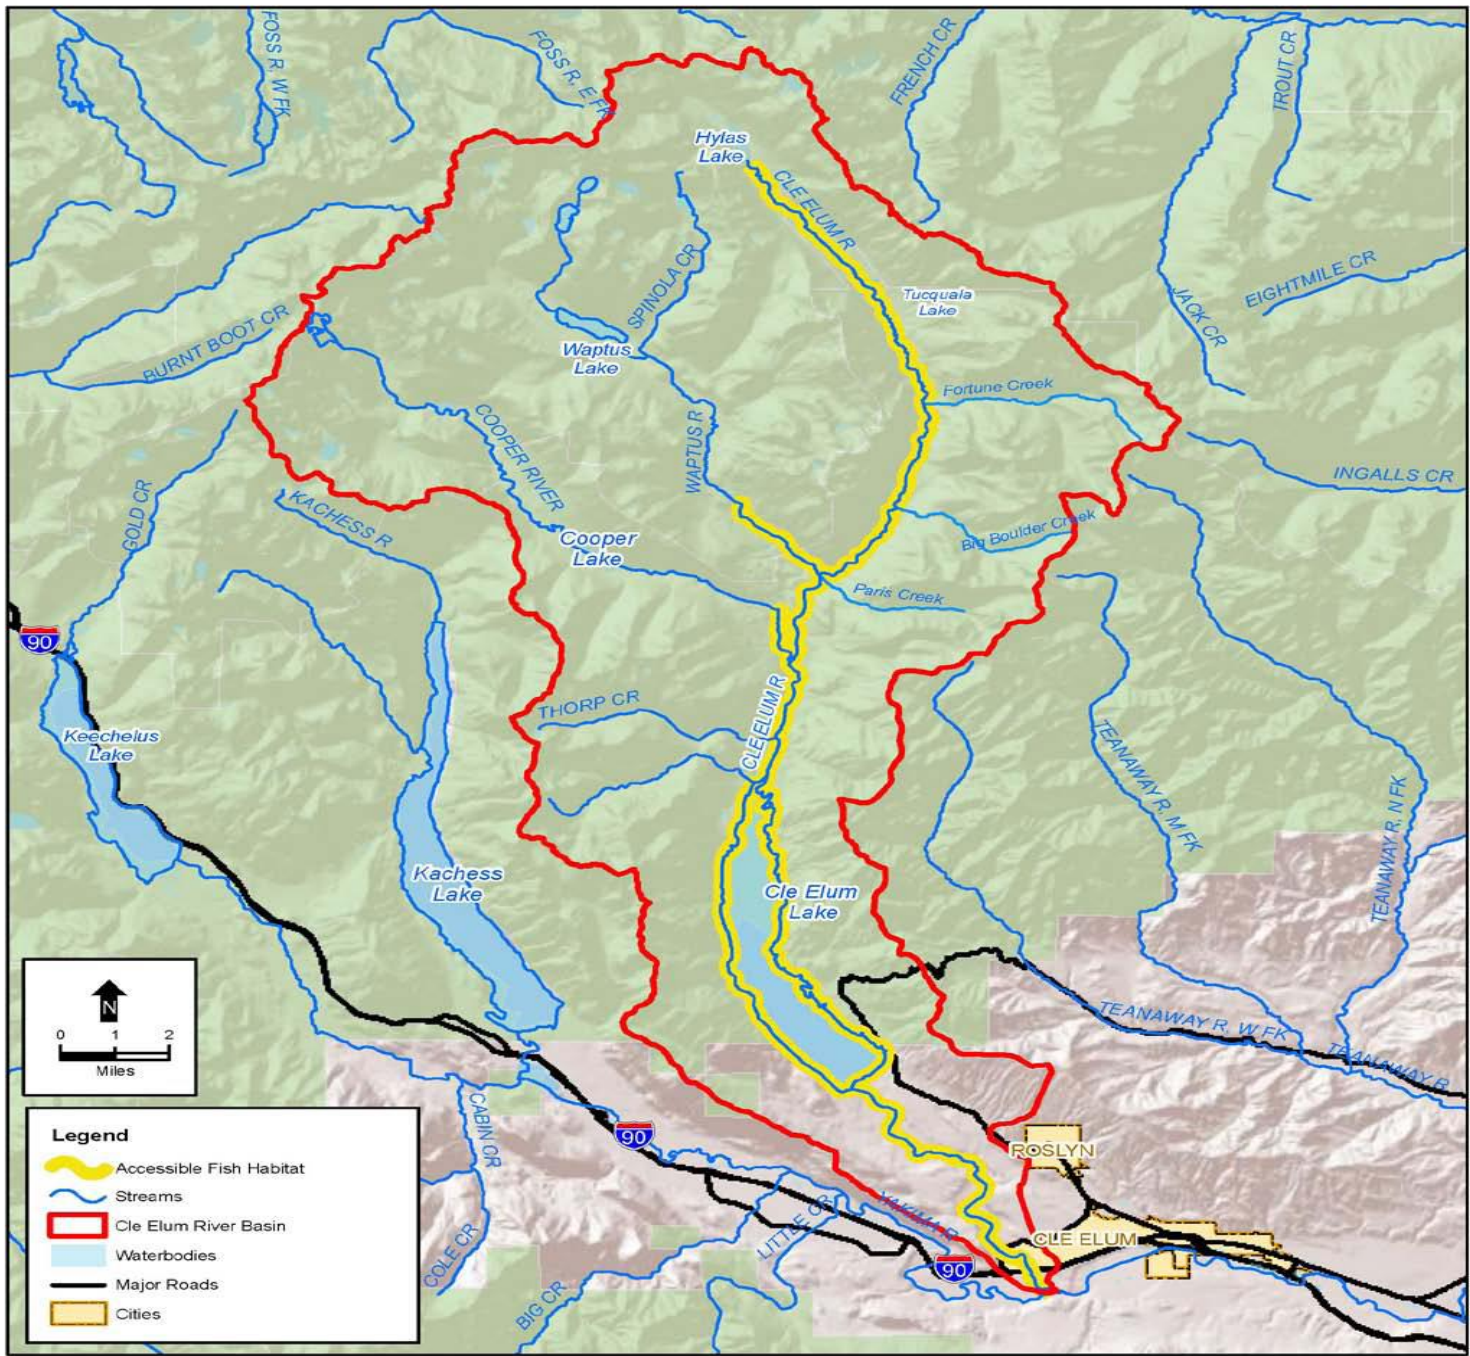 FOSS R, W FK
FOSS R, E FK
FRENCH CR
TROUT CR
Hylas
Lake
CLE ELUM R
SPINOLA CR
EIGHTMILE CR
JACK CR
Tucquala
Lake
BURNT BOOT CR
Waptus
Lake
Fortune Creek
COOPER RIVER
WAPTUS R
INGALLS CR
GOLD CR
KACHESS R
Big Boulder Creek
Cooper
Lake
Paris Creek
90
THORP CR
CLE ELUM R
Keechelus
Lake
TEANAWAY R, M FK
TEANAWAY R, N FK
Kachess
Lake
Cle Elum
Lake
N
0 1 2
Miles
TEANAWAY R, W FK
TEANAWAY R
CABIN CR
90
ROSLYN
YAKIMA R
LITTLE CR
CLE ELUM
90
COLE CR
BIG CR
Legend
Accessible Fish Habitat
Streams
Cle Elum River Basin
Waterbodies
Major Roads
Cities